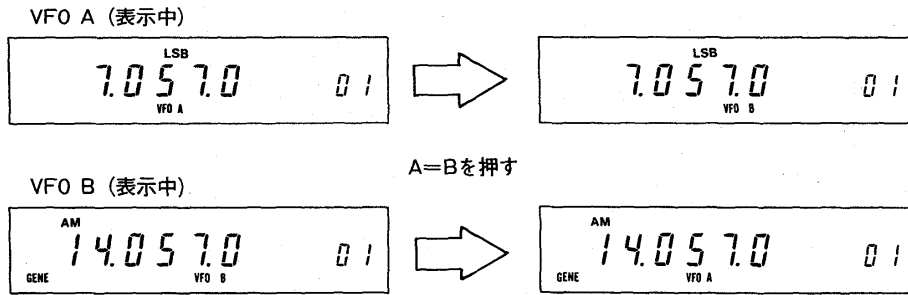 VFO A (表示中)
LSB
7.057.0 01
VFO A
LSB
7.057.0 01
VFO B
A=Bを押す
VFO B (表示中)
AM
14.057.0 01
GENE VFO B
AM
14.057.0 01
GENE VFO A